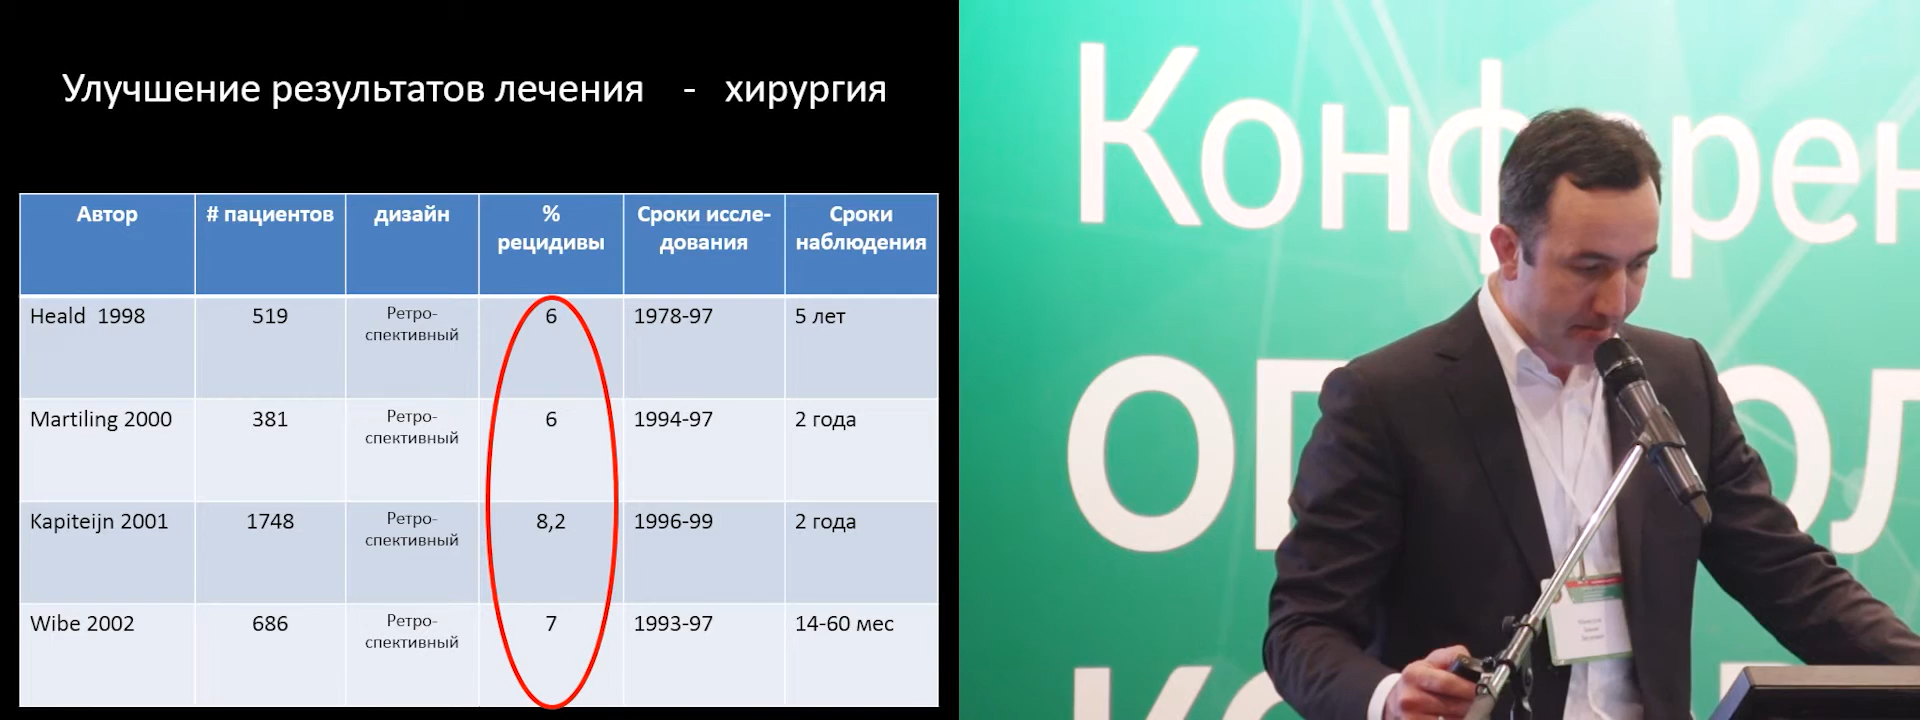 Улучшение результатов лечения - хирургия
Автор # пациентов дизайн % рецидивы Сроки иссле-дования Сроки наблюдения
Heald 1998 519 Ретро-спективный 6 1978-97 5 лет
Martiling 2000 381 Ретро-спективный 6 1994-97 2 года
Kapiteijn 2001 1748 Ретро-спективный 8,2 1996-99 2 года
Wibe 2002 686 Ретро-спективный 7 1993-97 14-60 мес
Конф рен